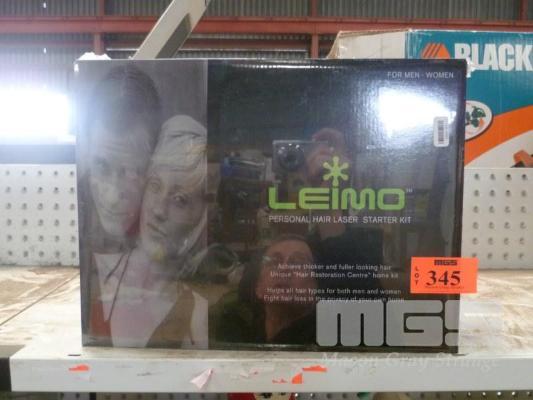 FOR MEN - WOMEN
BLACK
LEIMO™
PERSONAL HAIR LASER STARTER KIT
Achieve thicker and fuller looking hair
Unique "Hair Restoration Centre" home kit
Helps all hair types for both men and women
Fight hair loss in the privacy of your own home
MGS
LOT 345
MGS
Mason Gray Strange